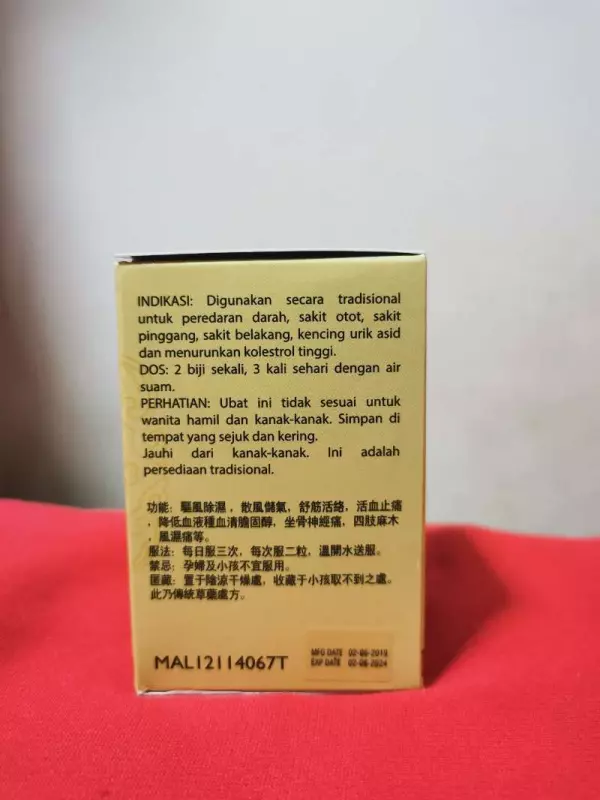 INDIKASI: Digunakan secara tradisional
untuk peredaran darah, sakit otot, sakit
pinggang, sakit belakang, kencing urik asid
dan menurunkan kolestrol tinggi.
DOS: 2 biji sekali, 3 kali sehari dengan air
suam.
PERHATIAN: Ubat ini tidak sesuai untuk
wanita hamil dan kanak-kanak. Simpan di
tempat yang sejuk dan kering.
Jauhi dari kanak-kanak. Ini adalah
persediaan tradisional.
功能: 驅風除濕, 散風儲氣, 舒筋活絡, 活血止痛
, 降低血液種血清膽固醇, 坐骨神經痛, 四肢麻木
, 風濕痛等。
服法: 每日服三次, 每次服二粒, 溫開水送服。
禁忌: 孕婦及小孩不宜服用。
匿藏: 置于陰涼干燥處, 收藏于小孩取不到之處。
此乃傳統草藥處方。
MAL12114067T
MFG DATE 02-08-2019
EXP DATE 02-08-2024